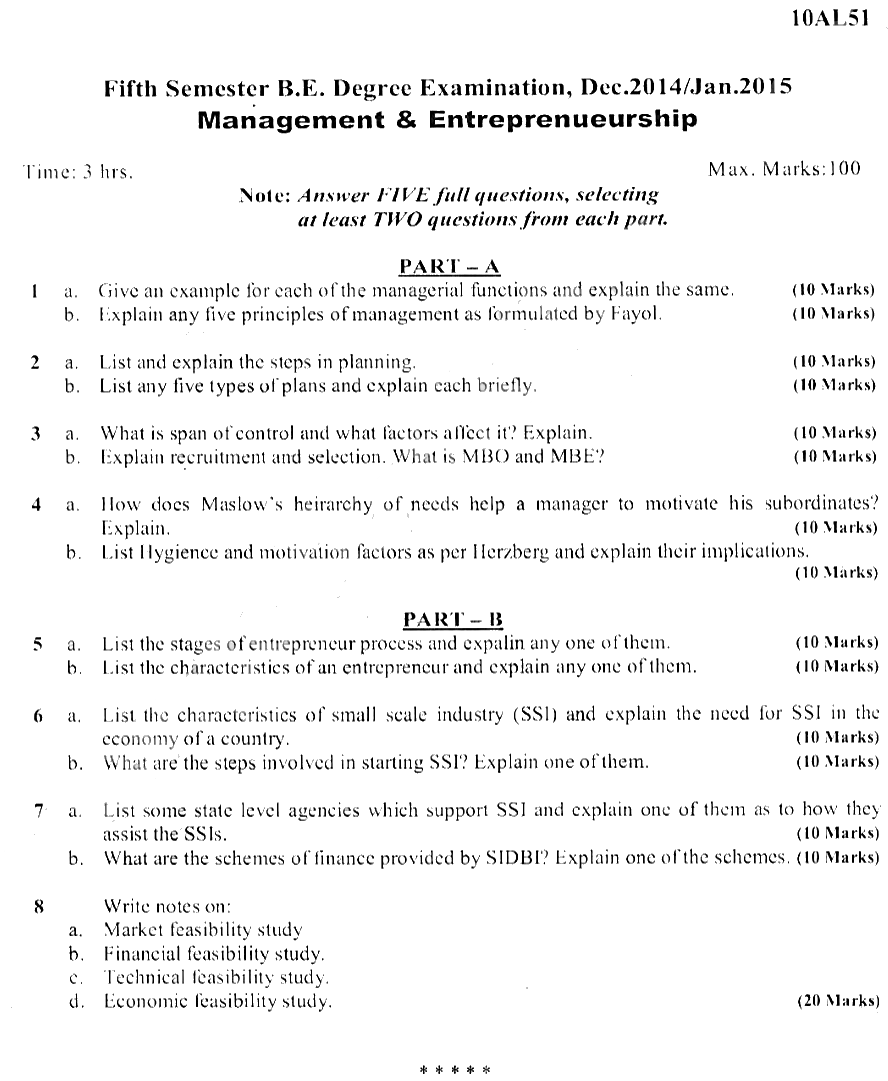 10AL51
Fifth Semester B.E. Degree Examination, Dec.2014/Jan.2015
Management & Entreprenueurship
Time: 3 hrs. Max. Marks:100
Note: Answer FIVE full questions, selecting
at least TWO questions from each part.
PART – A
1 a. Give an example for each of the managerial functions and explain the same. (10 Marks)
b. Explain any five principles of management as formulated by Fayol. (10 Marks)
2 a. List and explain the steps in planning. (10 Marks)
b. List any five types of plans and explain each briefly. (10 Marks)
3 a. What is span of control and what factors affect it? Explain. (10 Marks)
b. Explain recruitment and selection. What is MBO and MBE? (10 Marks)
4 a. How does Maslow's heirarchy of needs help a manager to motivate his subordinates?
Explain. (10 Marks)
b. List Hygience and motivation factors as per Herzberg and explain their implications.
(10 Marks)
PART – B
5 a. List the stages of entrepreneur process and expalin any one of them. (10 Marks)
b. List the characteristics of an entrepreneur and explain any one of them. (10 Marks)
6 a. List the characteristics of small scale industry (SSI) and explain the need for SSI in the
economy of a country. (10 Marks)
b. What are the steps involved in starting SSI? Explain one of them. (10 Marks)
7 a. List some state level agencies which support SSI and explain one of them as to how they
assist the SSIs. (10 Marks)
b. What are the schemes of finance provided by SIDBI? Explain one of the schemes. (10 Marks)
8 Write notes on:
a. Market feasibility study
b. Financial feasibility study.
c. Technical feasibility study.
d. Economic feasibility study. (20 Marks)
* * * * *